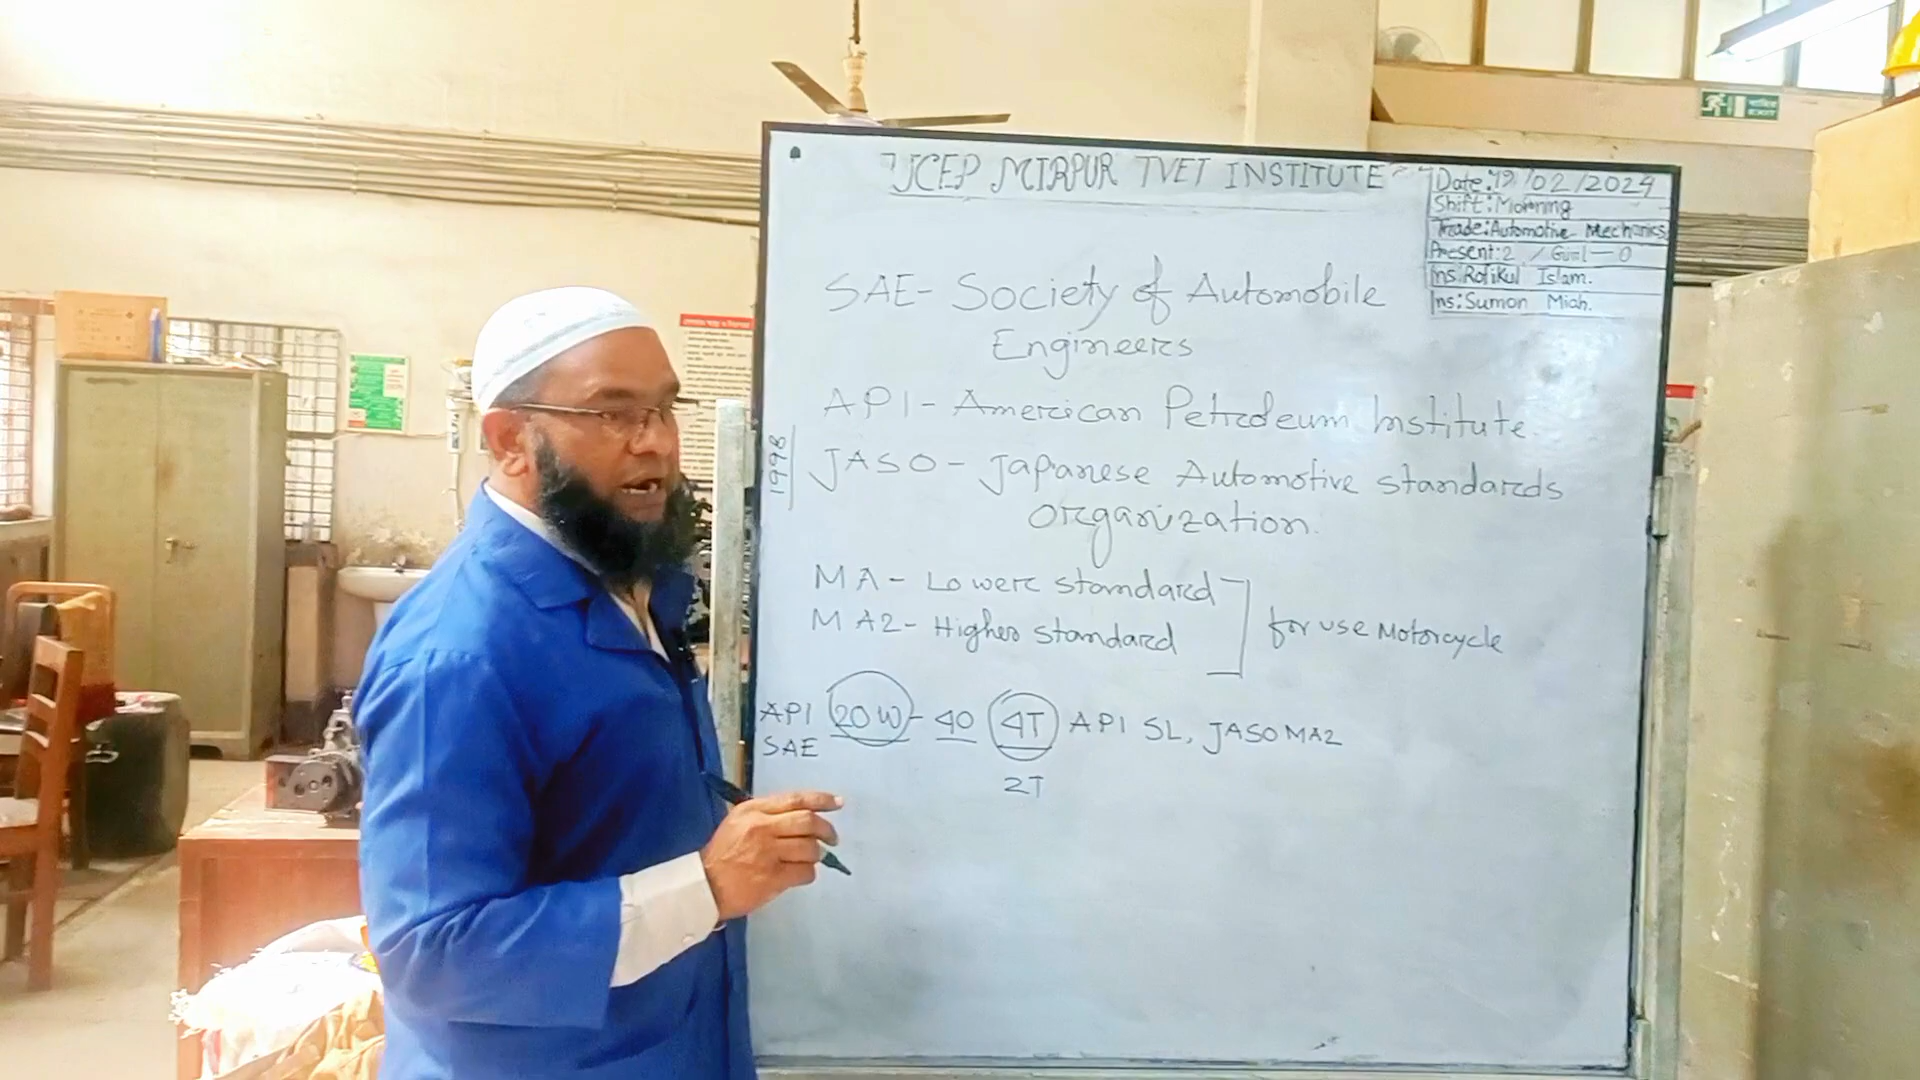 UCEP MIRPUR TVET INSTITUTE
Date: 12/02/2024
Shift: Morning
Trade: Automotive Mechanics
Present: 2 / Girl - 0
Ins: Rofikul Islam.
Ins: Sumon Miah.
SAE- Society of Automobile
Engineers
API- American Petroleum Institute.
1998
JASO- Japanese Automotive standards
organization.
MA- Lower standard
MA2- Higher standard
for use Motorcycle
API 20W- 40 4T API SL, JASO MA2
SAE
2T